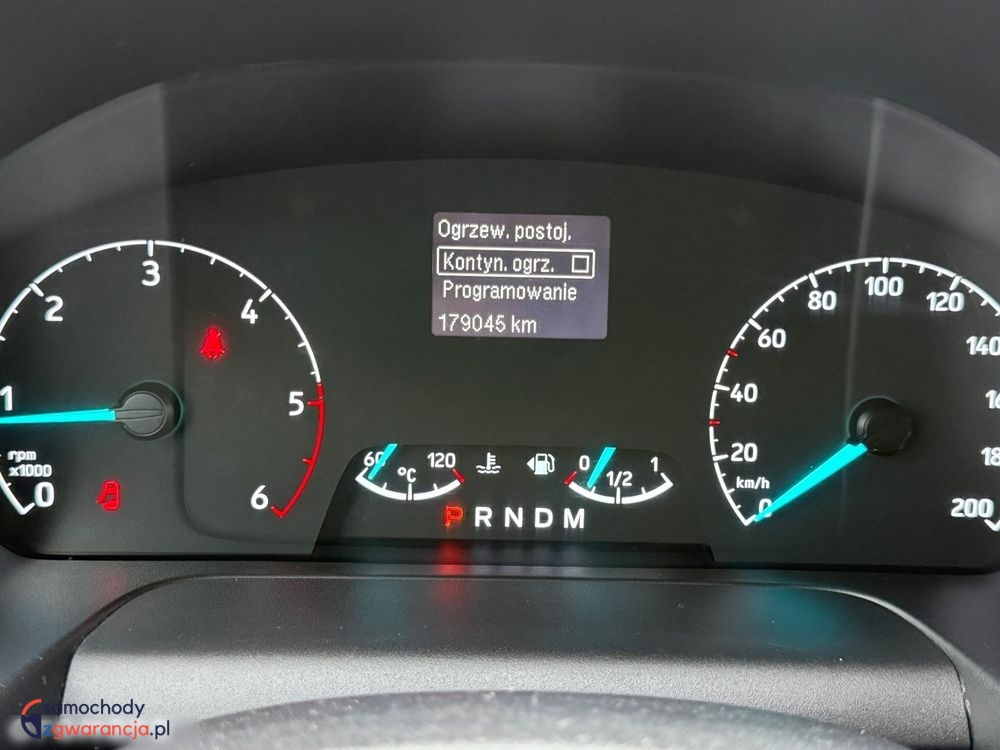 Ogrzew. postoj.
Kontyn. ogrz.
Programowanie
179045 km
1
2
3
4
5
6
0
rpm
x1000
60
120
°C
0
1/2
1
P R N D M
0
20
40
60
80
100
120
140
200
km/h
samochody
zgwarancja.pl